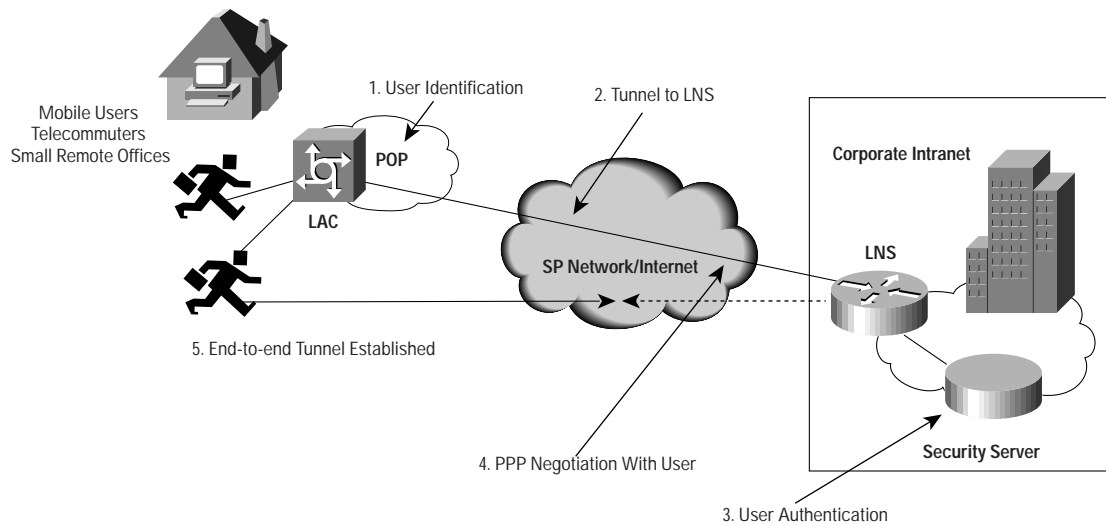 1. User Identification
2. Tunnel to LNS
Mobile Users
Telecommuters
Small Remote Offices
POP
LAC
Corporate Intranet
LNS
SP Network/Internet
5. End-to-end Tunnel Established
4. PPP Negotiation With User
Security Server
3. User Authentication